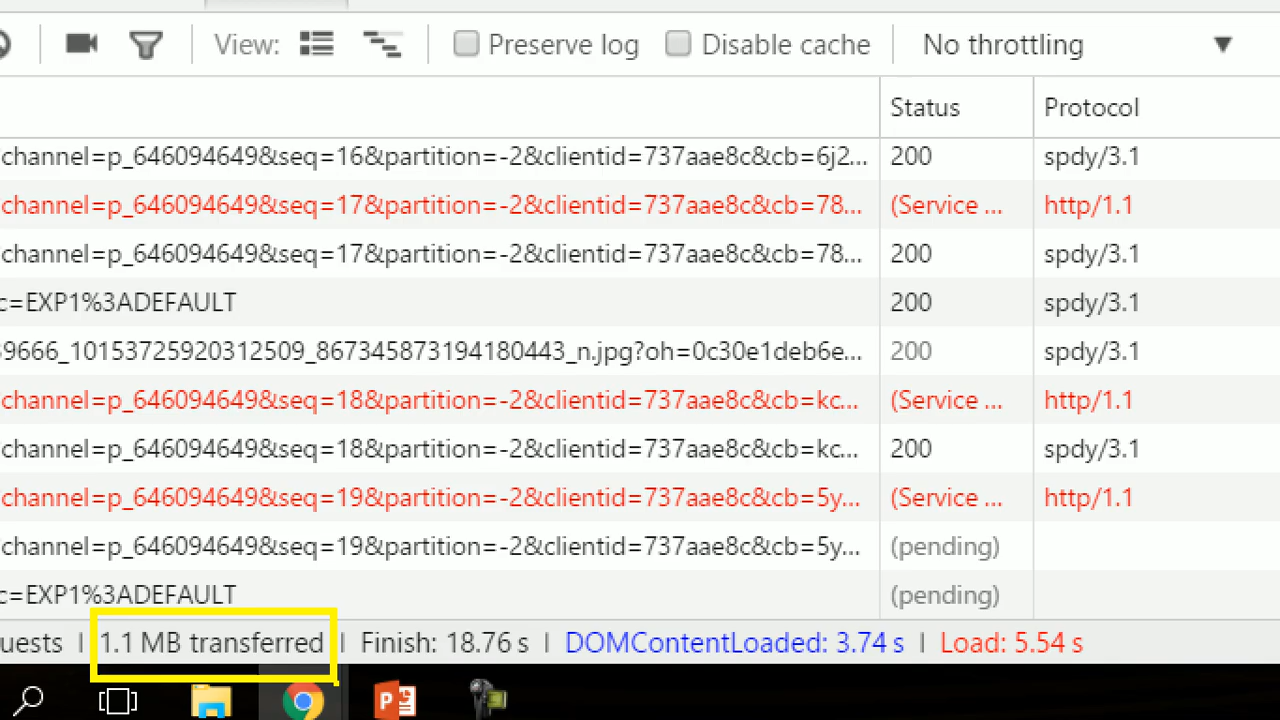 View: Preserve log Disable cache No throttling
Status Protocol
channel=p_646094649&seq=16&partition=-2&clientid=737aae8c&cb=6j2... 200 spdy/3.1
channel=p_646094649&seq=17&partition=-2&clientid=737aae8c&cb=78... (Service ... http/1.1
channel=p_646094649&seq=17&partition=-2&clientid=737aae8c&cb=78... 200 spdy/3.1
c=EXP1%3ADEFAULT 200 spdy/3.1
39666_10153725920312509_867345873194180443_n.jpg?oh=0c30e1deb6e... 200 spdy/3.1
channel=p_646094649&seq=18&partition=-2&clientid=737aae8c&cb=kc... (Service ... http/1.1
channel=p_646094649&seq=18&partition=-2&clientid=737aae8c&cb=kc... 200 spdy/3.1
channel=p_646094649&seq=19&partition=-2&clientid=737aae8c&cb=5y... (Service ... http/1.1
channel=p_646094649&seq=19&partition=-2&clientid=737aae8c&cb=5y... (pending)
c=EXP1%3ADEFAULT (pending)
uests | 1.1 MB transferred | Finish: 18.76 s | DOMContentLoaded: 3.74 s | Load: 5.54 s
P